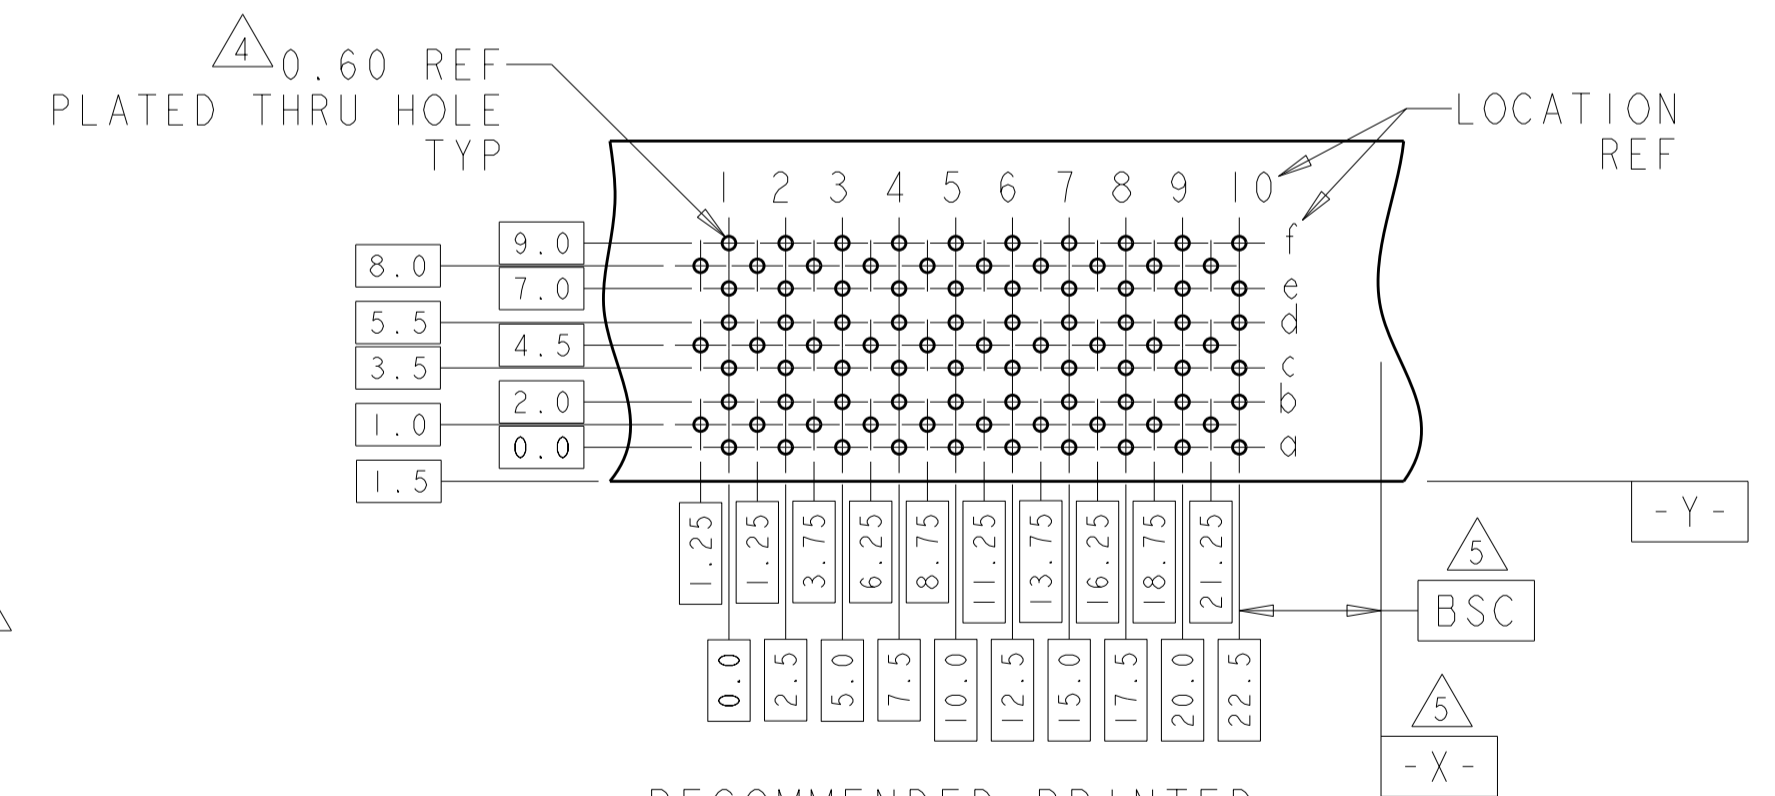 4 0.60 REF
PLATED THRU HOLE
TYP
LOCATION
REF
1 2 3 4 5 6 7 8 9 10
9.0
f
8.0
7.0
e
5.5
d
4.5
3.5
c
2.0
b
1.0
0.0
a
1.5
-Y-
1.25 1.25 3.75 6.25 8.75 11.25 13.75 16.25 18.75 21.25
5
BSC
0.0 2.5 5.0 7.5 10.0 12.5 15.0 17.5 20.0 22.5
5
-X-
RECOMMENDED PRINTED